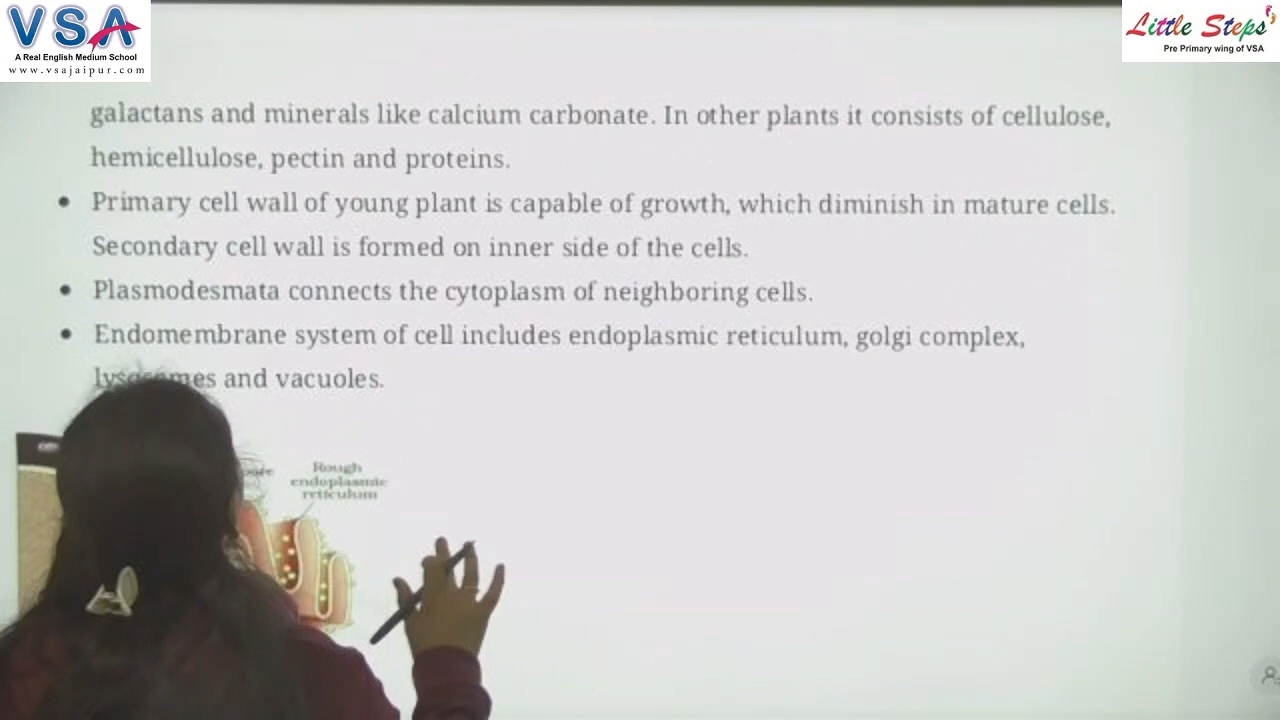 VSA
A Real English Medium School
www.vsajaipur.com
Little Steps
Pre Primary wing of VSA
galactans and minerals like calcium carbonate. In other plants it consists of cellulose,
hemicellulose, pectin and proteins.
Primary cell wall of young plant is capable of growth, which diminish in mature cells.
Secondary cell wall is formed on inner side of the cells.
Plasmodesmata connects the cytoplasm of neighboring cells.
Endomembrane system of cell includes endoplasmic reticulum, golgi complex,
lysosomes and vacuoles.
Rough
endoplasmic
reticulum